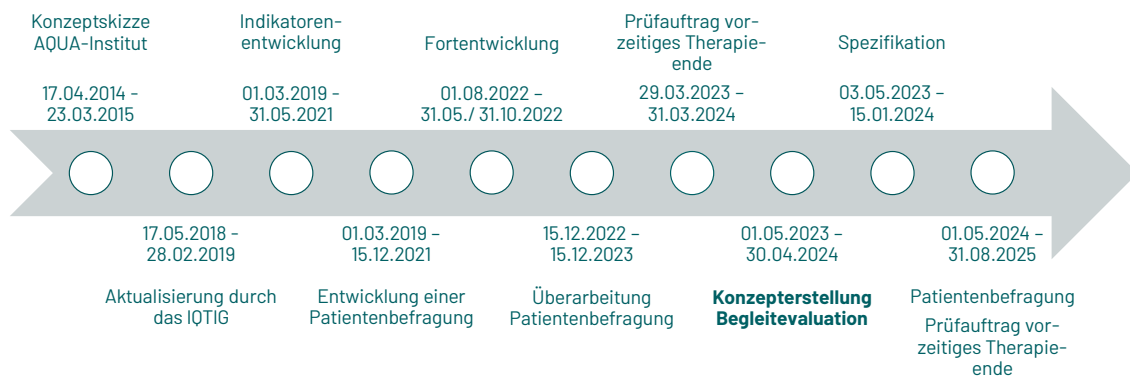 Konzeptskizze
AQUA-Institut
17.04.2014 –
23.03.2015
Indikatoren-
entwicklung
01.03.2019 –
31.05.2021
Fortentwicklung
01.08.2022 –
31.05./ 31.10.2022
Prüfauftrag vor-
zeitiges Therapie-
ende
29.03.2023 –
31.03.2024
Spezifikation
03.05.2023 –
15.01.2024
17.05.2018 -
28.02.2019
Aktualisierung durch
das IQTIG
01.03.2019 –
15.12.2021
Entwicklung einer
Patientenbefragung
15.12.2022 –
15.12.2023
Überarbeitung
Patientenbefragung
01.05.2023 –
30.04.2024
Konzepterstellung
Begleitevaluation
01.05.2024 –
31.08.2025
Patientenbefragung
Prüfauftrag vor-
zeitiges Therapie-
ende